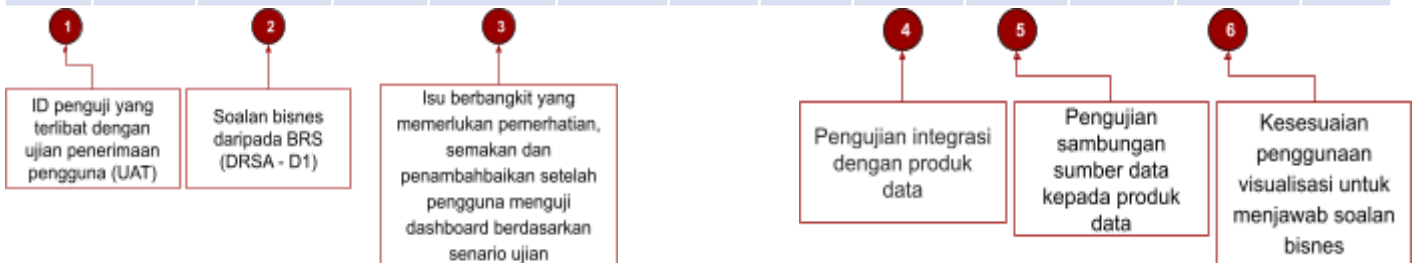 1
2
3
4
5
6
ID penguji yang
terlibat dengan
ujian penerimaan
pengguna (UAT)
Soalan bisnes
daripada BRS
(DRSA - D1)
Isu berbangkit yang
memerlukan pemerhatian,
semakan dan
penambahbaikan setelah
pengguna menguji
dashboard berdasarkan
senario ujian
Pengujian integrasi
dengan produk
data
Pengujian
sambungan
sumber data
kepada produk
data
Kesesuaian
penggunaan
visualisasi untuk
menjawab soalan
bisnes